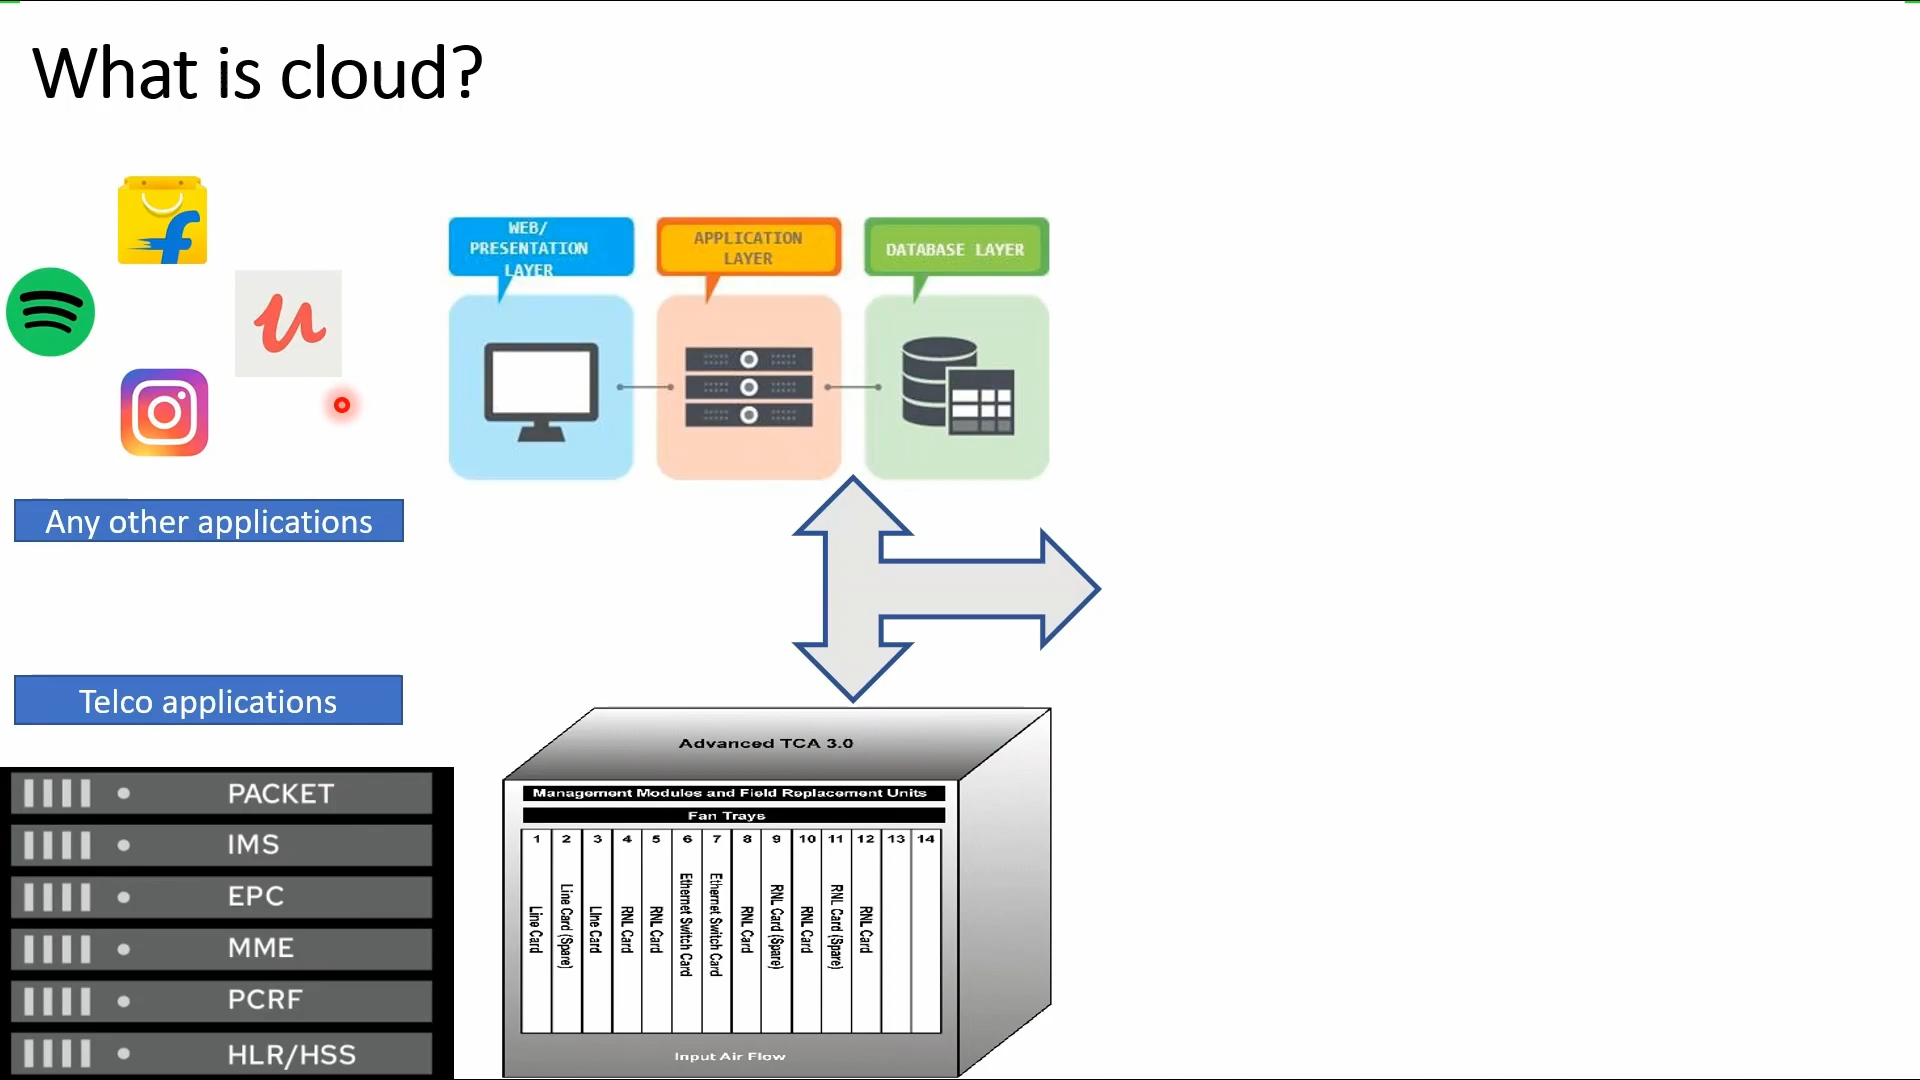 What is cloud?
WEB/
PRESENTATION
LAYER
APPLICATION
LAYER
DATABASE LAYER
Any other applications
Telco applications
PACKET
IMS
EPC
MME
PCRF
HLR/HSS
Advanced TCA 3.0
Management Modules and Field Replacement Units
Fan Trays
1 2 3 4 5 6 7 8 9 10 11 12 13 14
Line Card
Line Card (Spare)
Line Card
RNL Card
RNL Card
Ethernet Switch Card
Ethernet Switch Card
RNL Card
RNL Card (Spare)
RNL Card
RNL Card (Spare)
RNL Card
Input Air Flow